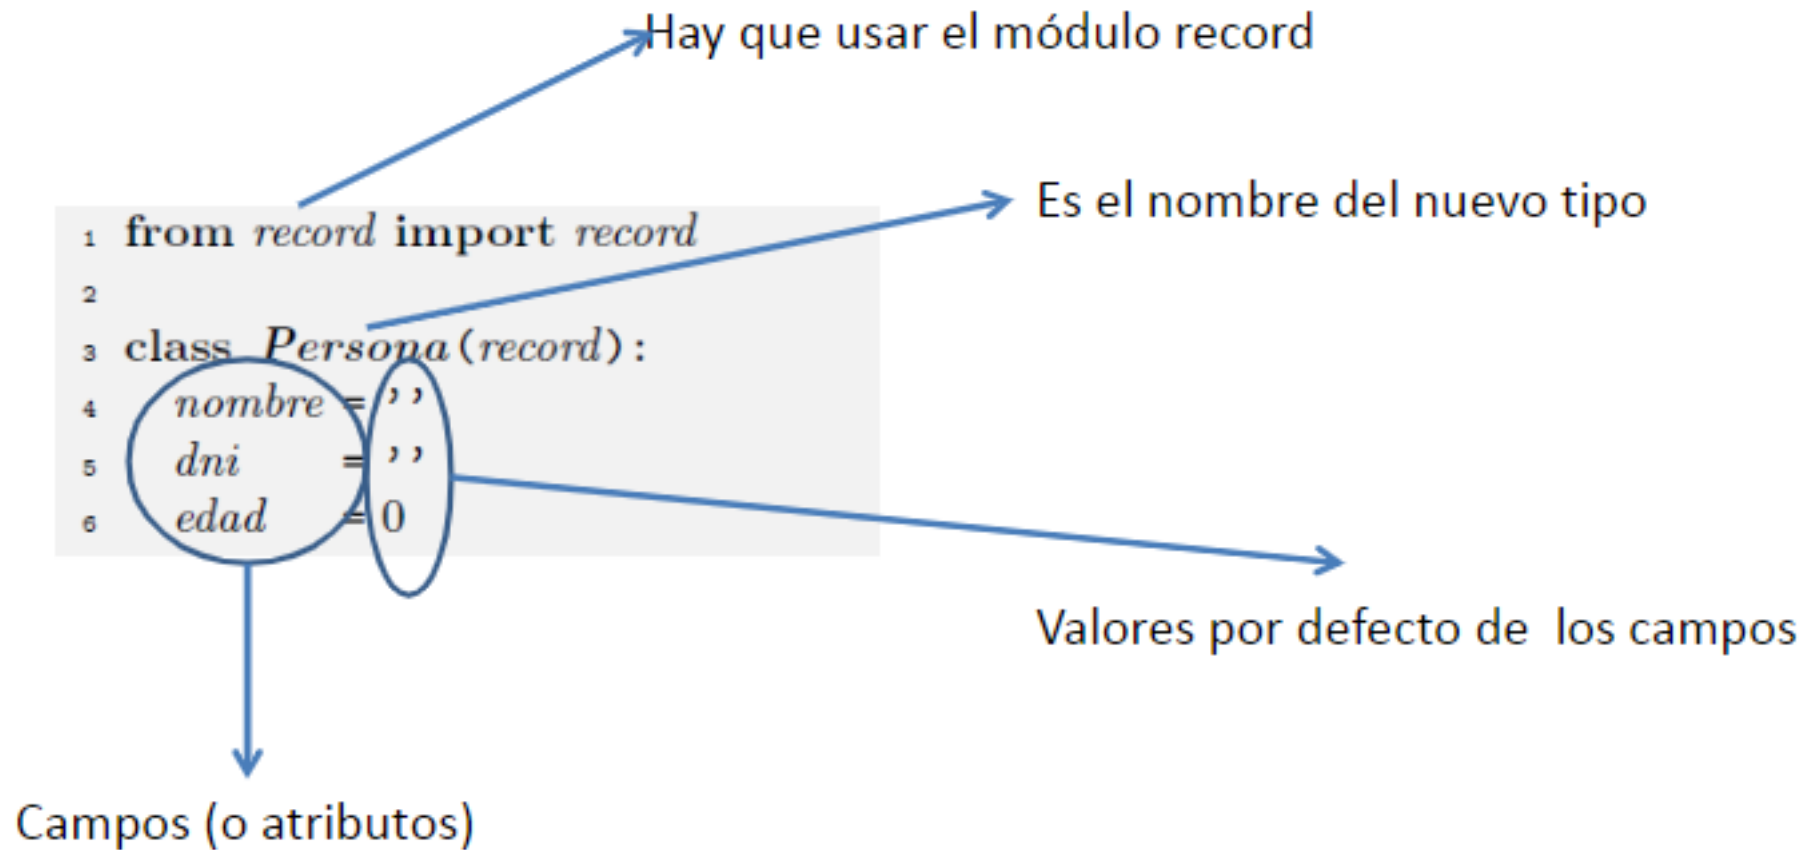 Hay que usar el módulo record
Es el nombre del nuevo tipo
1 from record import record
2
3 class Persona(record):
4 nombre = ''
5 dni = ''
6 edad = 0
Valores por defecto de los campos
Campos (o atributos)